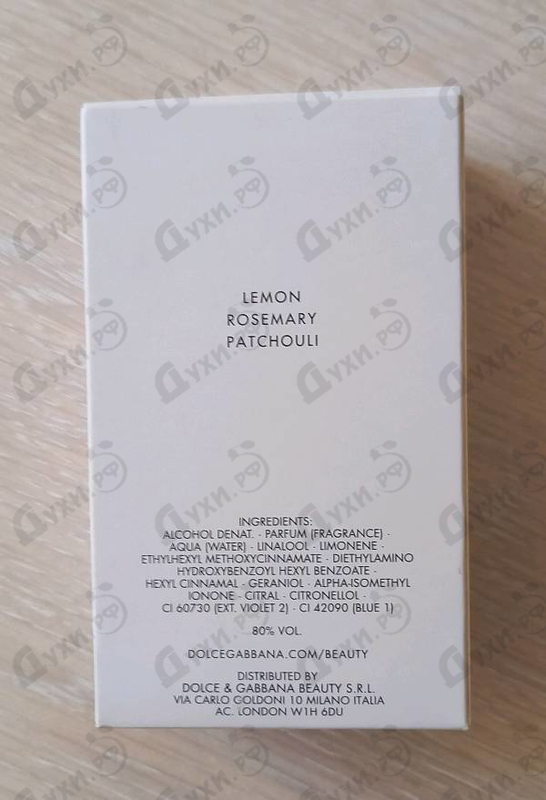 LEMON
ROSEMARY
PATCHOULI
INGREDIENTS:
ALCOHOL DENAT. · PARFUM (FRAGRANCE) ·
AQUA (WATER) · LINALOOL · LIMONENE ·
ETHYLHEXYL METHOXYCINNAMATE · DIETHYLAMINO
HYDROXYBENZOYL HEXYL BENZOATE ·
HEXYL CINNAMAL · GERANIOL · ALPHA-ISOMETHYL
IONONE · CITRAL · CITRONELLOL ·
CI 60730 (EXT. VIOLET 2) · CI 42090 (BLUE 1)
80% VOL.
DOLCEGABBANA.COM/BEAUTY
DISTRIBUTED BY
DOLCE & GABBANA BEAUTY S.R.L.
VIA CARLO GOLDONI 10 MILANO ITALIA
AC. LONDON W1H 6DU
Духи.рф